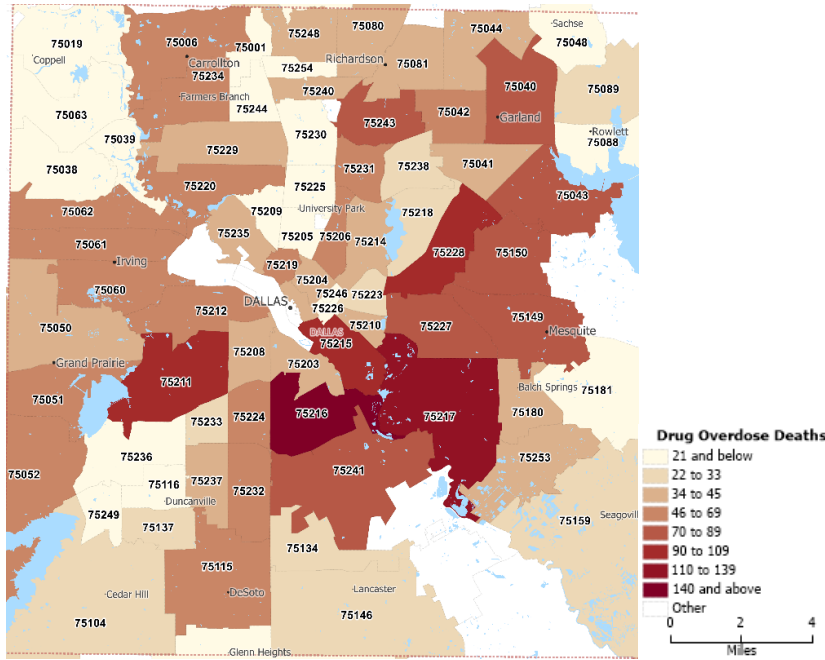 75019
Coppell
75006
Carrollton
75234
75001
75248
75080
75044
Sachse
75048
75254
Richardson
75081
75240
75040
75089
Farmers Branch
75244
75063
75039
75038
75230
75243
75042
Garland
Rowlett
75088
75229
75231
75238
75041
75220
75225
75043
75062
75209
University Park
75218
75235
75205
75206
75214
75061
Irving
75228
75150
75219
75204
75060
75246
75223
DALLAS
75226
75212
75149
75050
DALLAS
75210
75227
Mesquite
75215
75208
Grand Prairie
75203
75211
Balch Springs
75181
75051
75216
75217
75180
75233
75224
75236
75253
75052
75241
75116
75237
75232
Duncanville
75249
75137
75159
Seagovil
75134
75115
Cedar Hill
DeSoto
Lancaster
75104
75146
Glenn Heights
Drug Overdose Deaths
21 and below
22 to 33
34 to 45
46 to 69
70 to 89
90 to 109
110 to 139
140 and above
Other
0 2 4
Miles